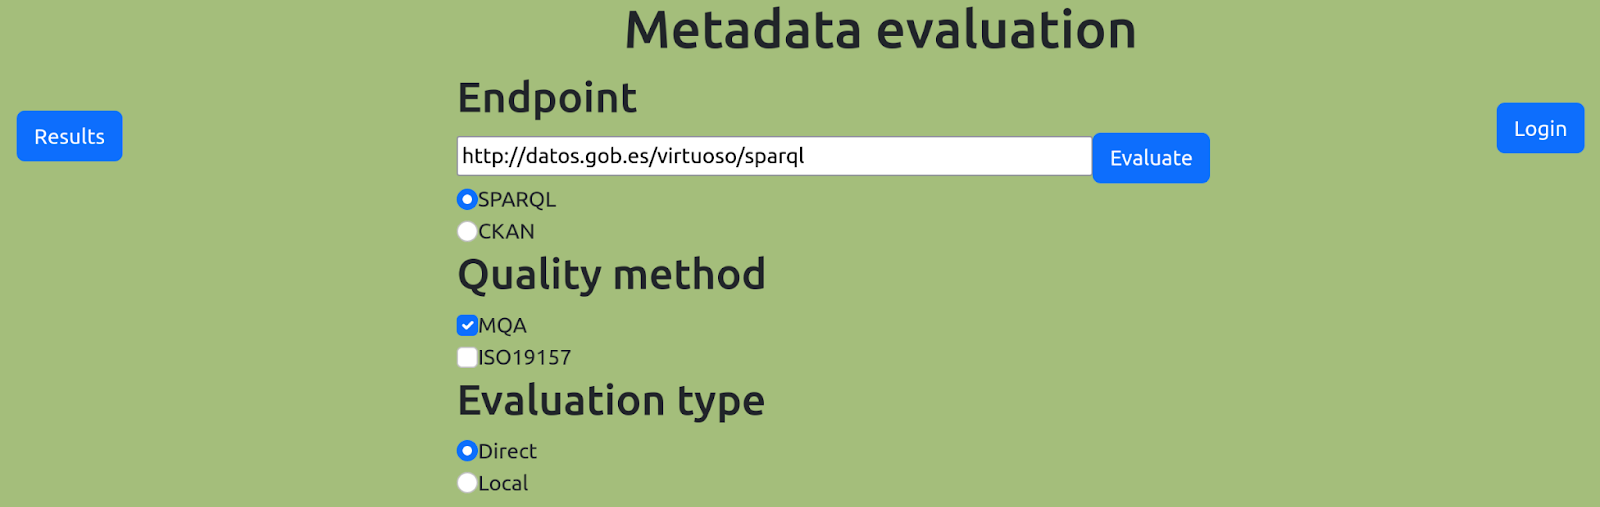 Metadata evaluation
Results
Login
Endpoint
http://datos.gob.es/virtuoso/sparql
Evaluate
SPARQL
CKAN
Quality method
MQA
ISO19157
Evaluation type
Direct
Local